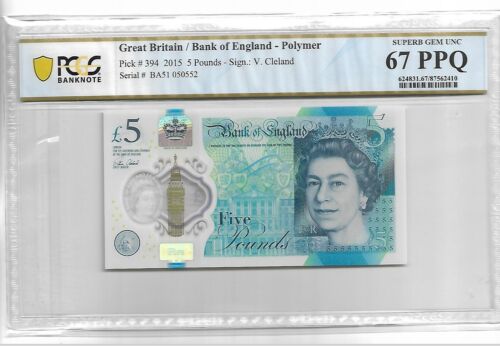 PCGS
BANKNOTE
Great Britain / Bank of England - Polymer
Pick # 394 2015 5 Pounds - Sign.: V. Cleland
Serial # BA51 050552
SUPERB GEM UNC
67 PPQ
624831.67/87562410
£5
Bank of England
Five
Pounds